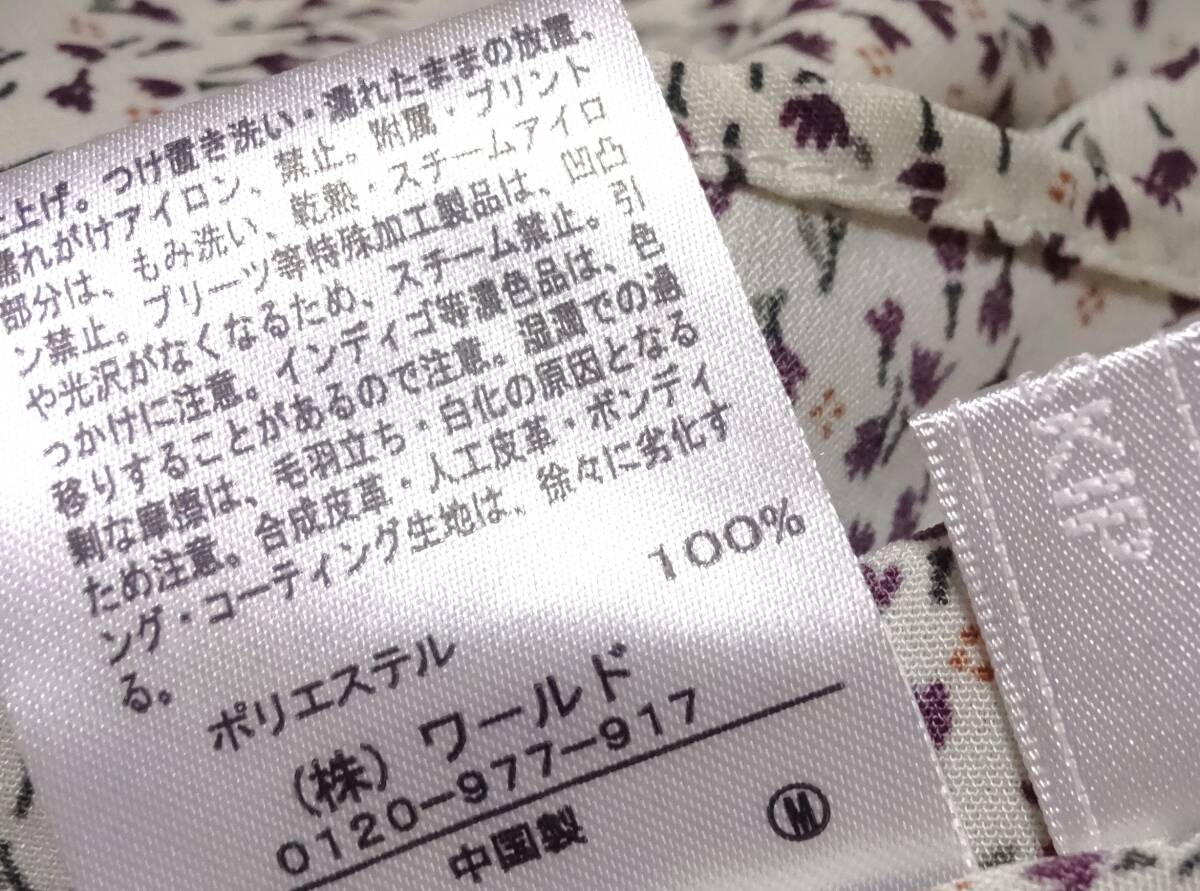 上げ。つけ置き洗い・濡れたままの放置、
濡れがけアイロン、禁止。附属・プリント
部分は、もみ洗い、乾熱・スチームアイロ
ン禁止。プリーツ等特殊加工製品は、凹凸
や光沢がなくなるため、スチーム禁止。引
っかけに注意。インディゴ等濃色品は、色
移りすることがあるので注意。湿潤での過
剰な摩擦は、毛羽立ち・白化の原因となる
ため注意。合成皮革・人工皮革・ボンディ
ング・コーティング生地は、徐々に劣化す
る。
ポリエステル 100%
(株) ワールド
0120-977-917
中国製 M